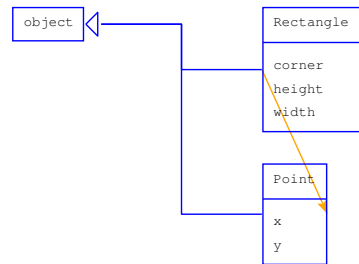 object
Rectangle
corner
height
width
Point
x
y